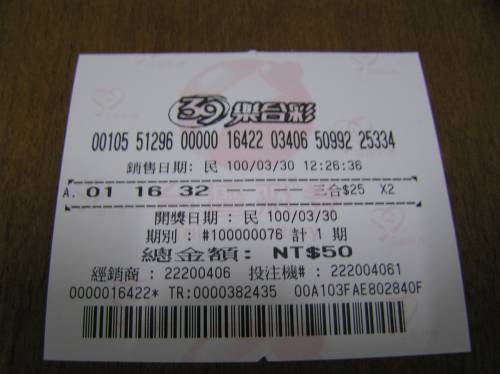 39 樂合彩
00105 51296 00000 16422 03406 50992 25334
銷售日期: 民 100/03/30 12:26:36
A. 01 16 32 -- -- -- 三合$25 X2
開獎日期 : 民 100/03/30
期別 : #100000076 計 1 期
總金額: NT$50
經銷商 : 22200406 投注機# : 222004061
0000016422* TR:0000382435 00A103FAE802840F